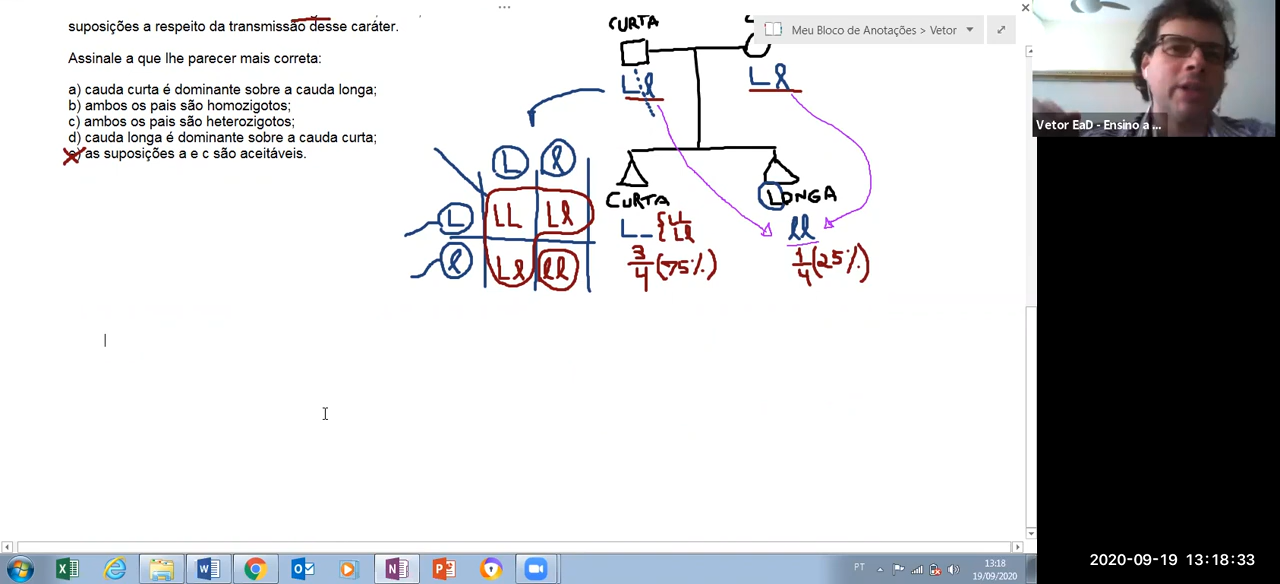 suposições a respeito da transmissão desse caráter.
Assinale a que lhe parecer mais correta:
a) cauda curta é dominante sobre a cauda longa;
b) ambos os pais são homozigotos;
c) ambos os pais são heterozigotos;
d) cauda longa é dominante sobre a cauda curta;
e) as suposições a e c são aceitáveis.
CURTA
Meu Bloco de Anotações > Vetor
Ll
Ll
L l
L LL Ll
l Ll ll
CURTA
LONGA
L_ { LL
Ll
ll
3/4 (75%)
1/4 (25%)
Vetor EaD - Ensino a ...
PT
13:18
19/09/2020
2020-09-19 13:18:33